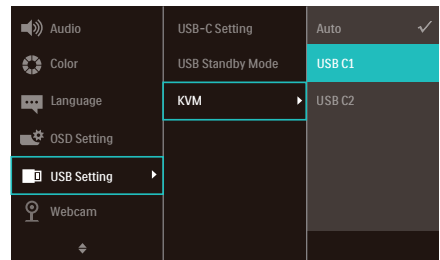 Audio
Color
Language
OSD Setting
USB Setting
Webcam
USB-C Setting
USB Standby Mode
KVM
Auto
USB C1
USB C2